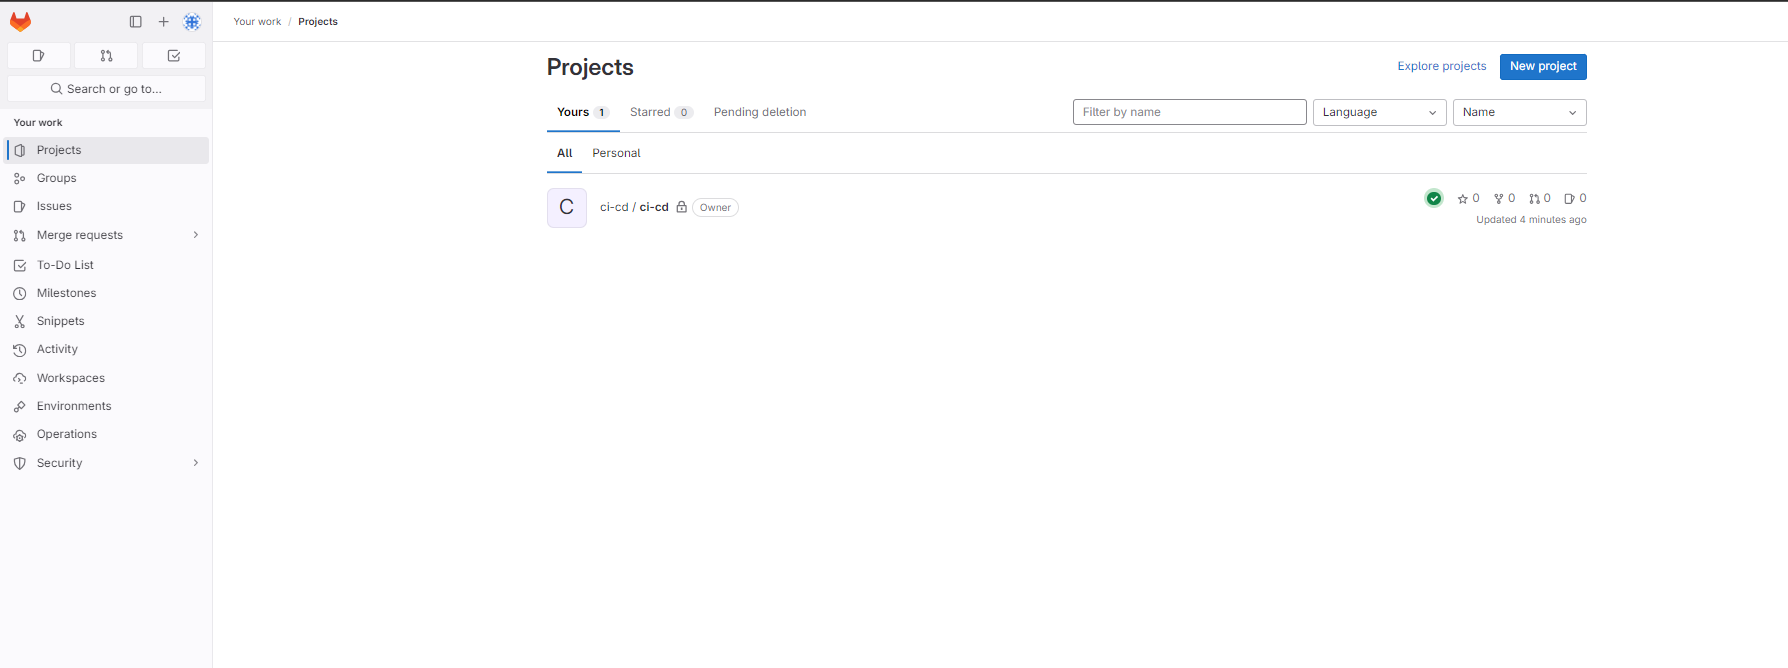 Your work / Projects
Search or go to...
Your work
Projects
Groups
Issues
Merge requests
To-Do List
Milestones
Snippets
Activity
Workspaces
Environments
Operations
Security
Projects
Explore projects
New project
Yours 1
Starred 0
Pending deletion
Filter by name
Language
Name
All
Personal
C
ci-cd / ci-cd
Owner
0 0 0 0
Updated 4 minutes ago